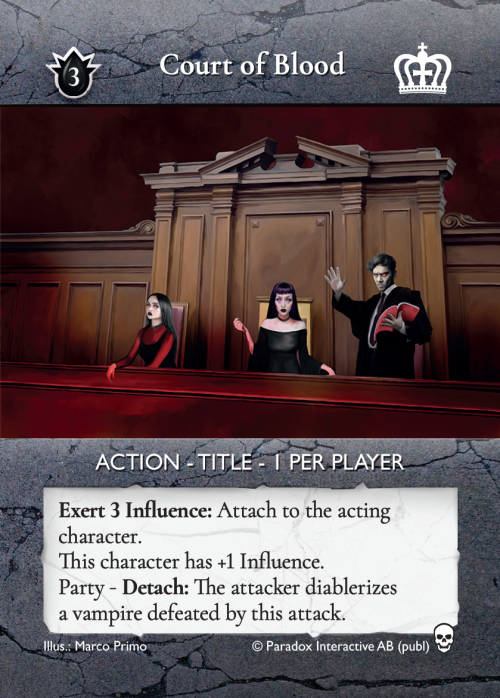 3
Court of Blood
ACTION - TITLE - 1 PER PLAYER
Exert 3 Influence: Attach to the acting
character.
This character has +1 Influence.
Party - Detach: The attacker diablerizes
a vampire defeated by this attack.
Illus.: Marco Primo
© Paradox Interactive AB (publ)